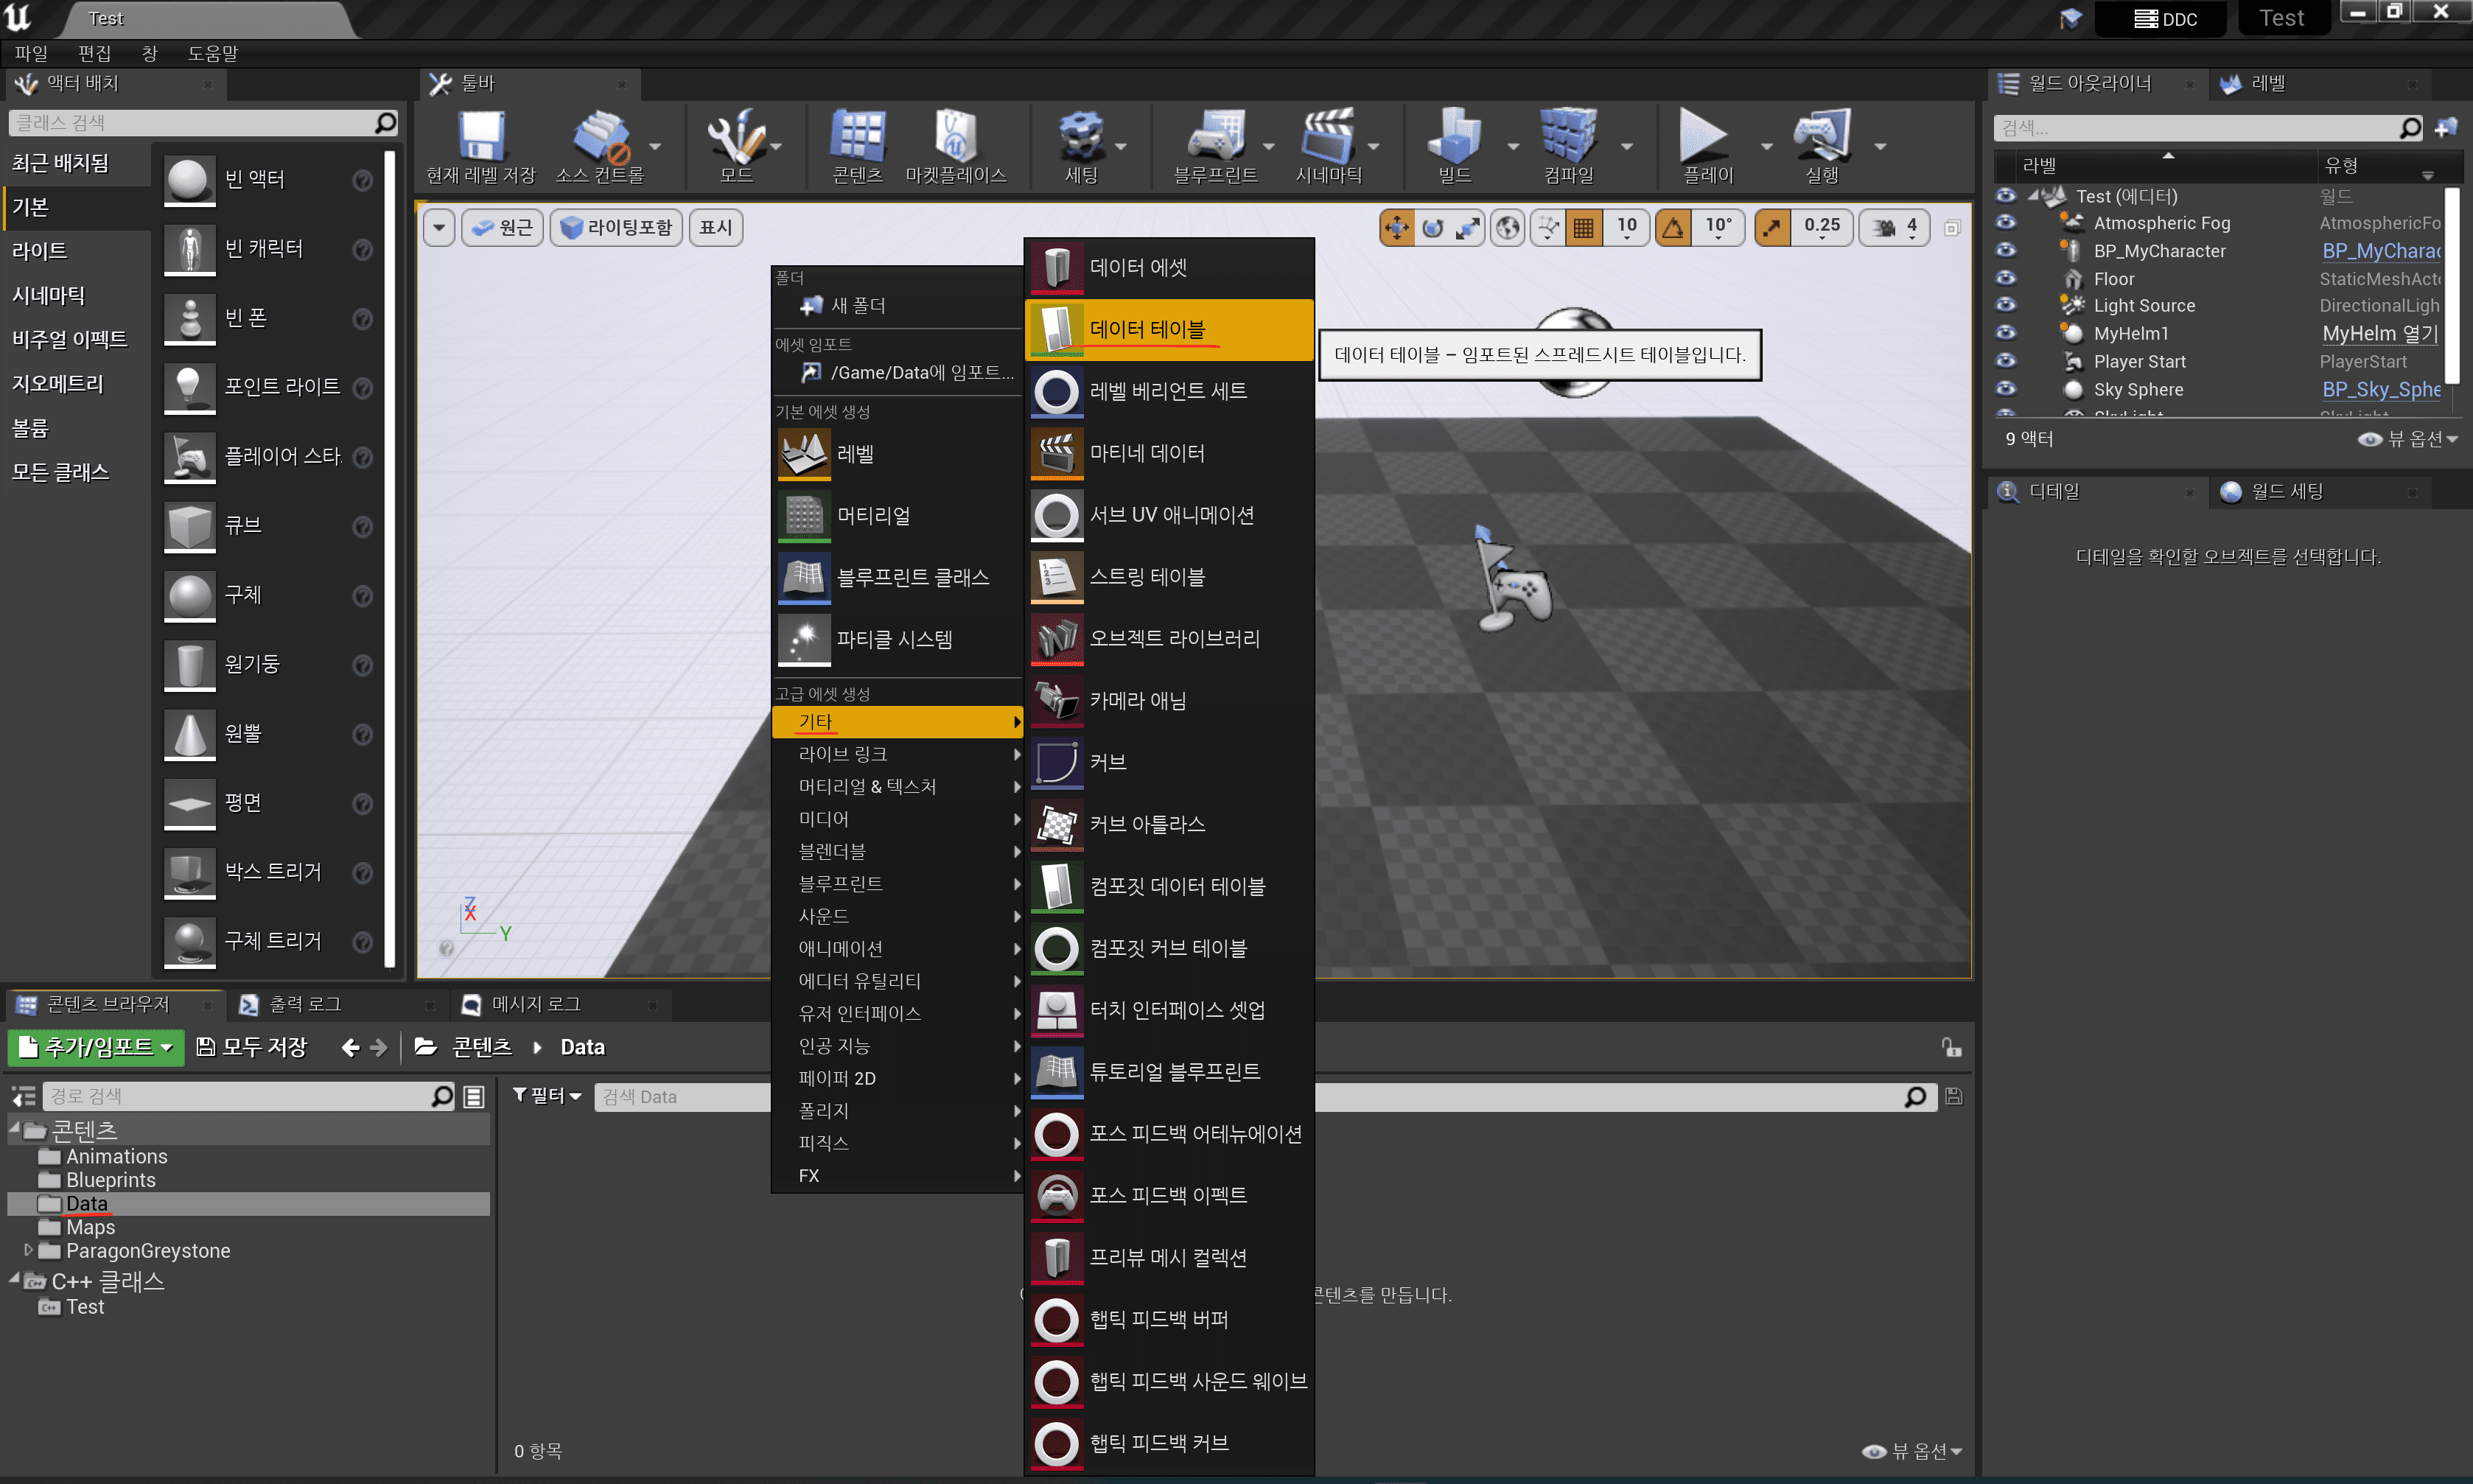 Test
DDC
Test
파일 편집 창 도움말
액터 배치
클래스 검색
최근 배치됨
기본
라이트
시네마틱
비주얼 이펙트
지오메트리
볼륨
모든 클래스
빈 액터
빈 캐릭터
빈 폰
포인트 라이트
플레이어 스타
큐브
구체
원기둥
원뿔
평면
박스 트리거
구체 트리거
툴바
현재 레벨 저장
소스 컨트롤
모드
콘텐츠
마켓플레이스
세팅
블루프린트
시네마틱
빌드
컴파일
플레이
실행
원근
라이팅포함
표시
10
10°
0.25
4
Z
X
Y
폴더
새 폴더
에셋 임포트
/Game/Data에 임포트...
기본 에셋 생성
레벨
머티리얼
블루프린트 클래스
파티클 시스템
고급 에셋 생성
기타
라이브 링크
머티리얼 & 텍스처
미디어
블렌더블
블루프린트
사운드
애니메이션
에디터 유틸리티
유저 인터페이스
인공 지능
페이퍼 2D
폴리지
피직스
FX
데이터 에셋
데이터 테이블
레벨 베리언트 세트
마티네 데이터
서브 UV 애니메이션
스트링 테이블
오브젝트 라이브러리
카메라 애님
커브
커브 아틀라스
컴포짓 데이터 테이블
컴포짓 커브 테이블
터치 인터페이스 셋업
튜토리얼 블루프린트
포스 피드백 어테뉴에이션
포스 피드백 이펙트
프리뷰 메시 컬렉션
햅틱 피드백 버퍼
햅틱 피드백 사운드 웨이브
햅틱 피드백 커브
데이터 테이블 – 임포트된 스프레드시트 테이블입니다.
월드 아웃라이너
레벨
검색...
라벨 유형
Test (에디터) 월드
Atmospheric Fog AtmosphericFo
BP_MyCharacter BP_MyCharac
Floor StaticMeshActo
Light Source DirectionalLigh
MyHelm1 MyHelm 열기
Player Start PlayerStart
Sky Sphere BP_Sky_Sphe
SkyLight SkyLight
9 액터
뷰 옵션
디테일
월드 세팅
디테일을 확인할 오브젝트를 선택합니다.
콘텐츠 브라우저
출력 로그
메시지 로그
추가/임포트
모두 저장
콘텐츠
Data
경로 검색
필터
검색 Data
콘텐츠
Animations
Blueprints
Data
Maps
ParagonGreystone
C++ 클래스
Test
콘텐츠를 만듭니다.
0 항목
뷰 옵션